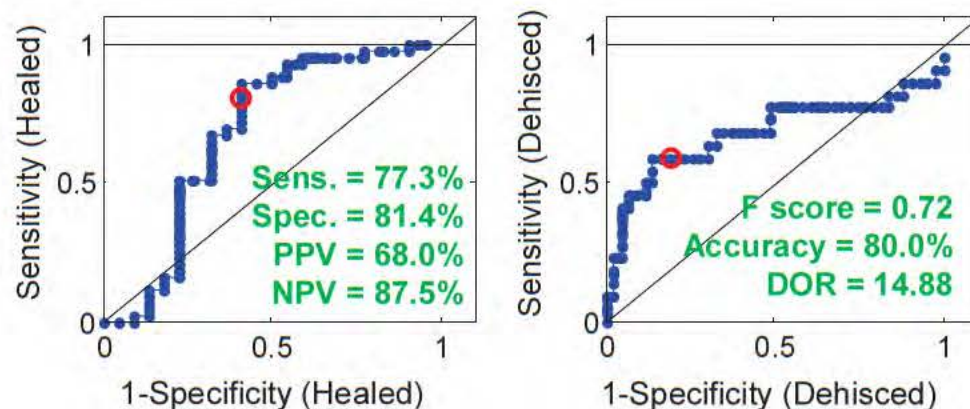 Sensitivity (Healed)
1
0.5
0
Sens. = 77.3%
Spec. = 81.4%
PPV = 68.0%
NPV = 87.5%
0
0.5
1
1-Specificity (Healed)
Sensitivity (Dehisced)
1
0.5
0
F score = 0.72
Accuracy = 80.0%
DOR = 14.88
0
0.5
1
1-Specificity (Dehisced)